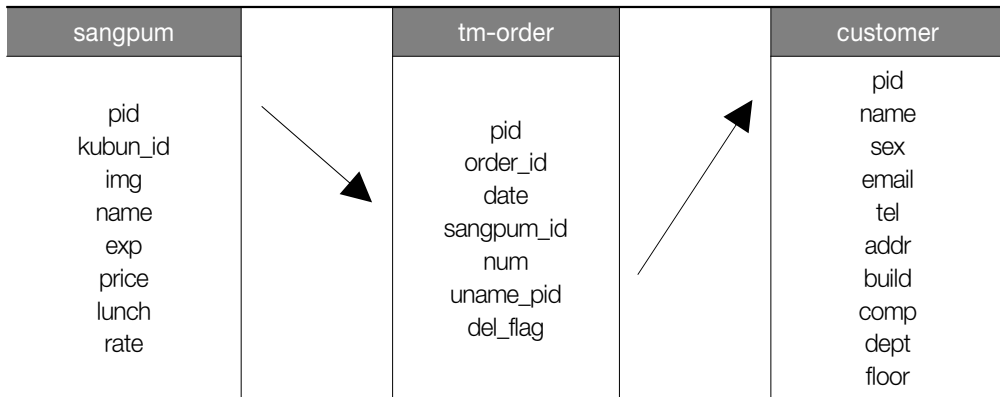 sangpum
pid
kubun_id
img
name
exp
price
lunch
rate
tm-order
pid
order_id
date
sangpum_id
num
uname_pid
del_flag
customer
pid
name
sex
email
tel
addr
build
comp
dept
floor